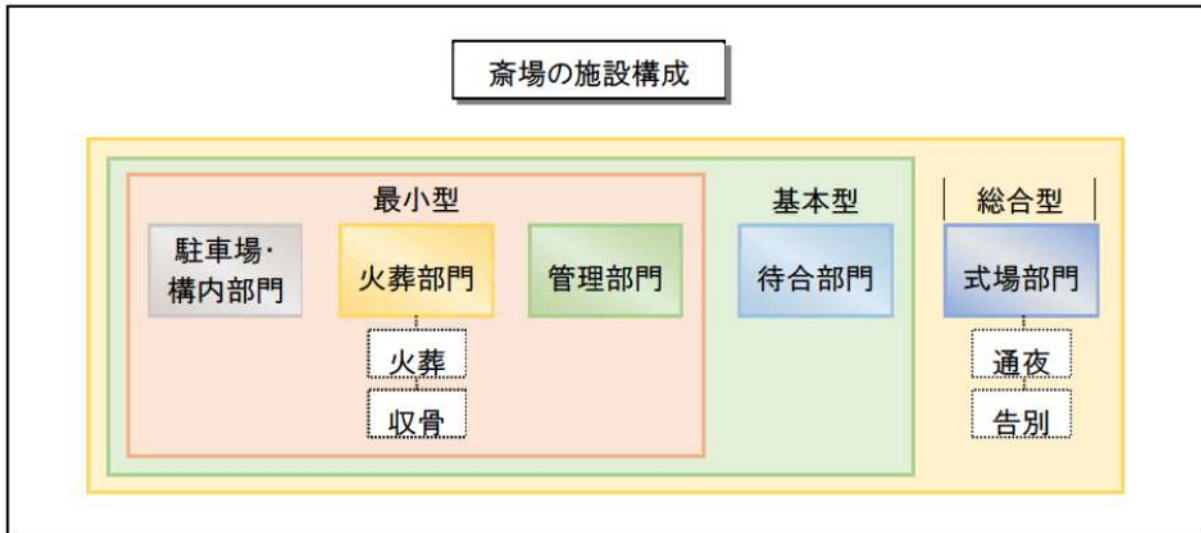 斎場の施設構成
最小型
基本型
総合型
駐車場・
構内部門
火葬部門
管理部門
待合部門
式場部門
火葬
収骨
通夜
告別